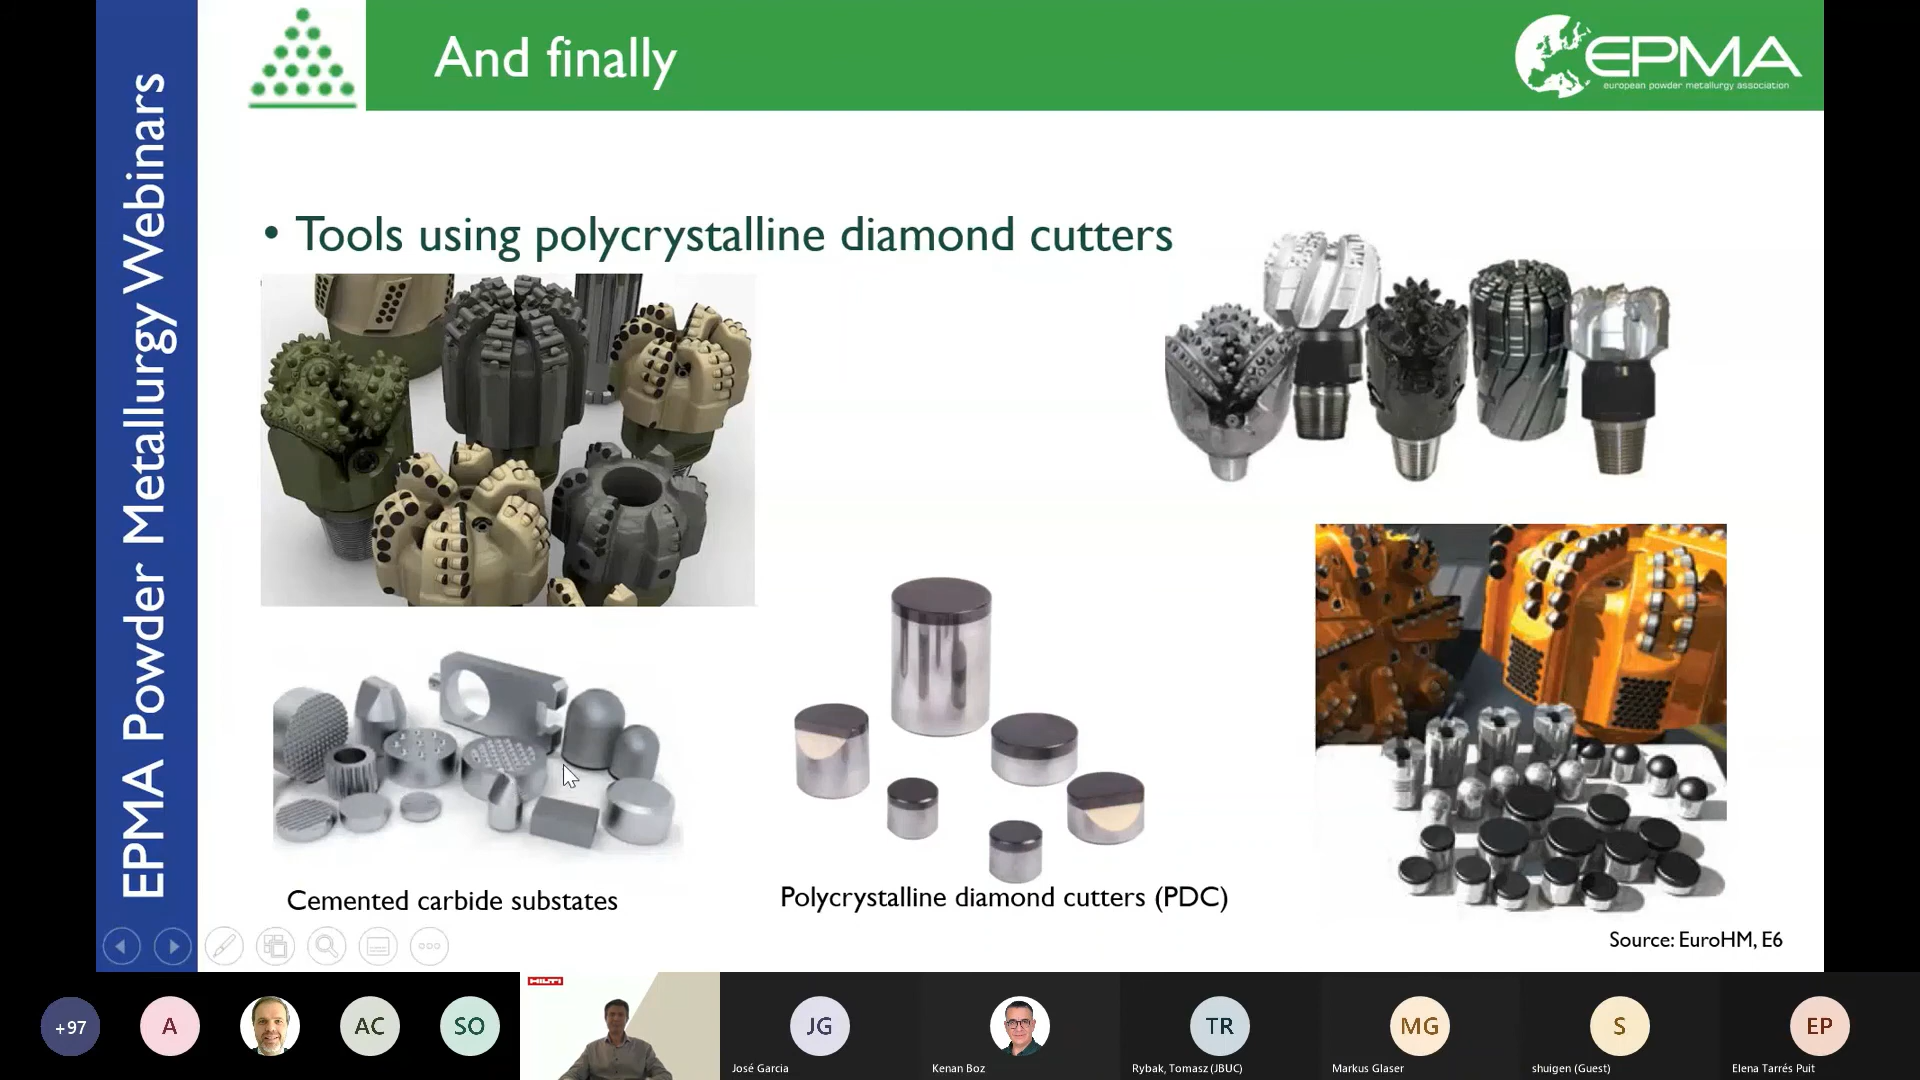 And finally
EPMA
european powder metallurgy association
EPMA Powder Metallurgy Webinars
• Tools using polycrystalline diamond cutters
Cemented carbide substates
Polycrystalline diamond cutters (PDC)
Source: EuroHM, E6
+97
A
AC
SO
HILTI
JG
José Garcia
Kenan Boz
TR
Rybak, Tomasz (JBUC)
MG
Markus Glaser
S
shuigen (Guest)
EP
Elena Tarrés Puit